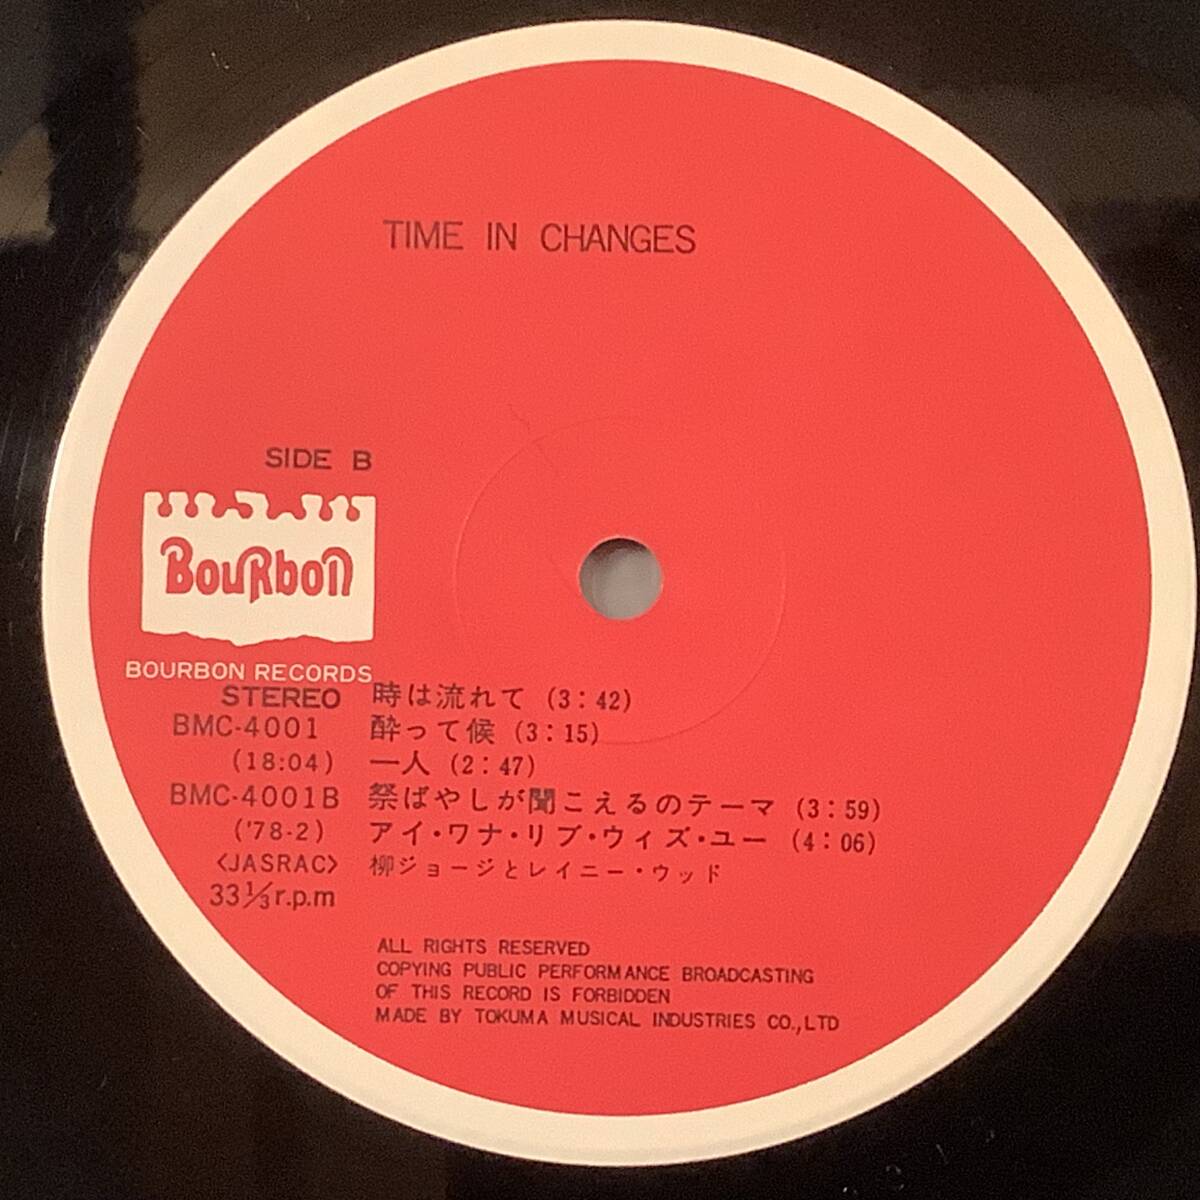 TIME IN CHANGES
SIDE B
BouRbon
BOURBON RECORDS
STEREO 時は流れて (3:42)
BMC-4001 酔って候 (3:15)
(18:04) 一人 (2:47)
BMC-4001B 祭ばやしが聞こえるのテーマ (3:59)
('78-2) アイ・ワナ・リブ・ウィズ・ユー (4:06)
<JASRAC> 柳ジョージとレイニー・ウッド
33⅓r.p.m
ALL RIGHTS RESERVED
COPYING PUBLIC PERFORMANCE BROADCASTING
OF THIS RECORD IS FORBIDDEN
MADE BY TOKUMA MUSICAL INDUSTRIES CO.,LTD